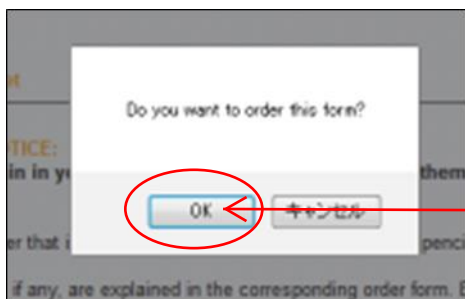 ot
Do you want to order this form?
TICE:
in in y
them
OK キャンセル
er that i
penci
if any, are explained in the corresponding order form. E